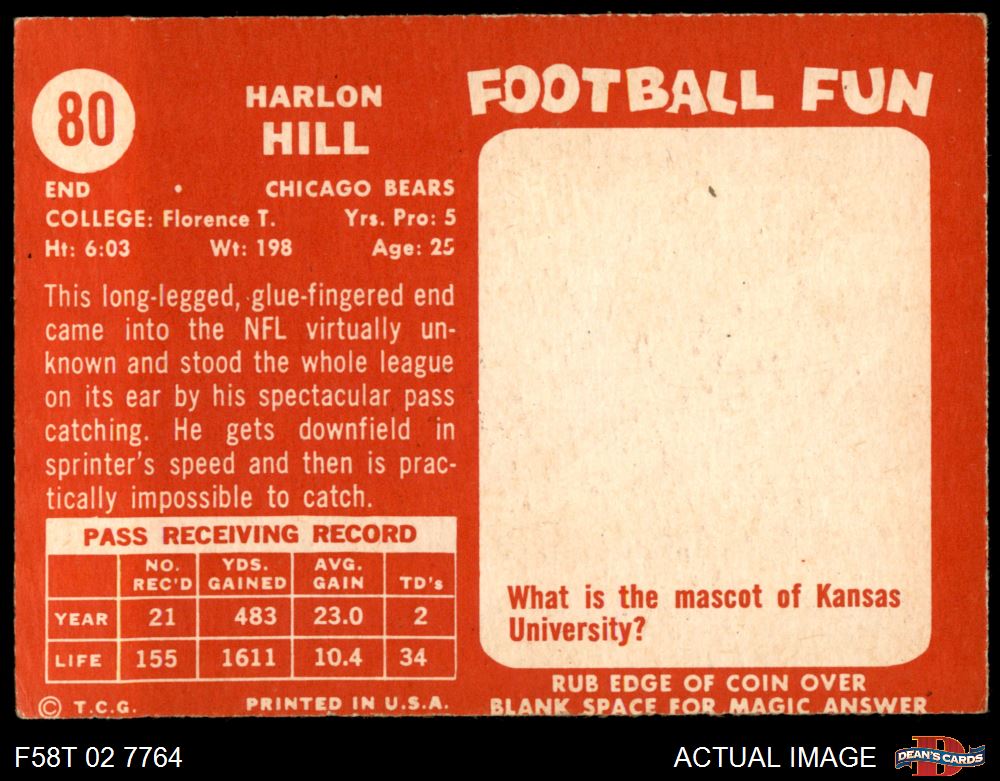 80
HARLON
HILL
END • CHICAGO BEARS
COLLEGE: Florence T. Yrs. Pro: 5
Ht: 6:03 Wt: 198 Age: 25
This long-legged, glue-fingered end
came into the NFL virtually un-
known and stood the whole league
on its ear by his spectacular pass
catching. He gets downfield in
sprinter's speed and then is prac-
tically impossible to catch.
PASS RECEIVING RECORD
NO. REC'D YDS. GAINED AVG. GAIN TD's
YEAR 21 483 23.0 2
LIFE 155 1611 10.4 34
© T.C.G. PRINTED IN U.S.A.
FOOTBALL FUN
What is the mascot of Kansas
University?
RUB EDGE OF COIN OVER
BLANK SPACE FOR MAGIC ANSWER
F58T 02 7764 ACTUAL IMAGE DEAN'S CARDS